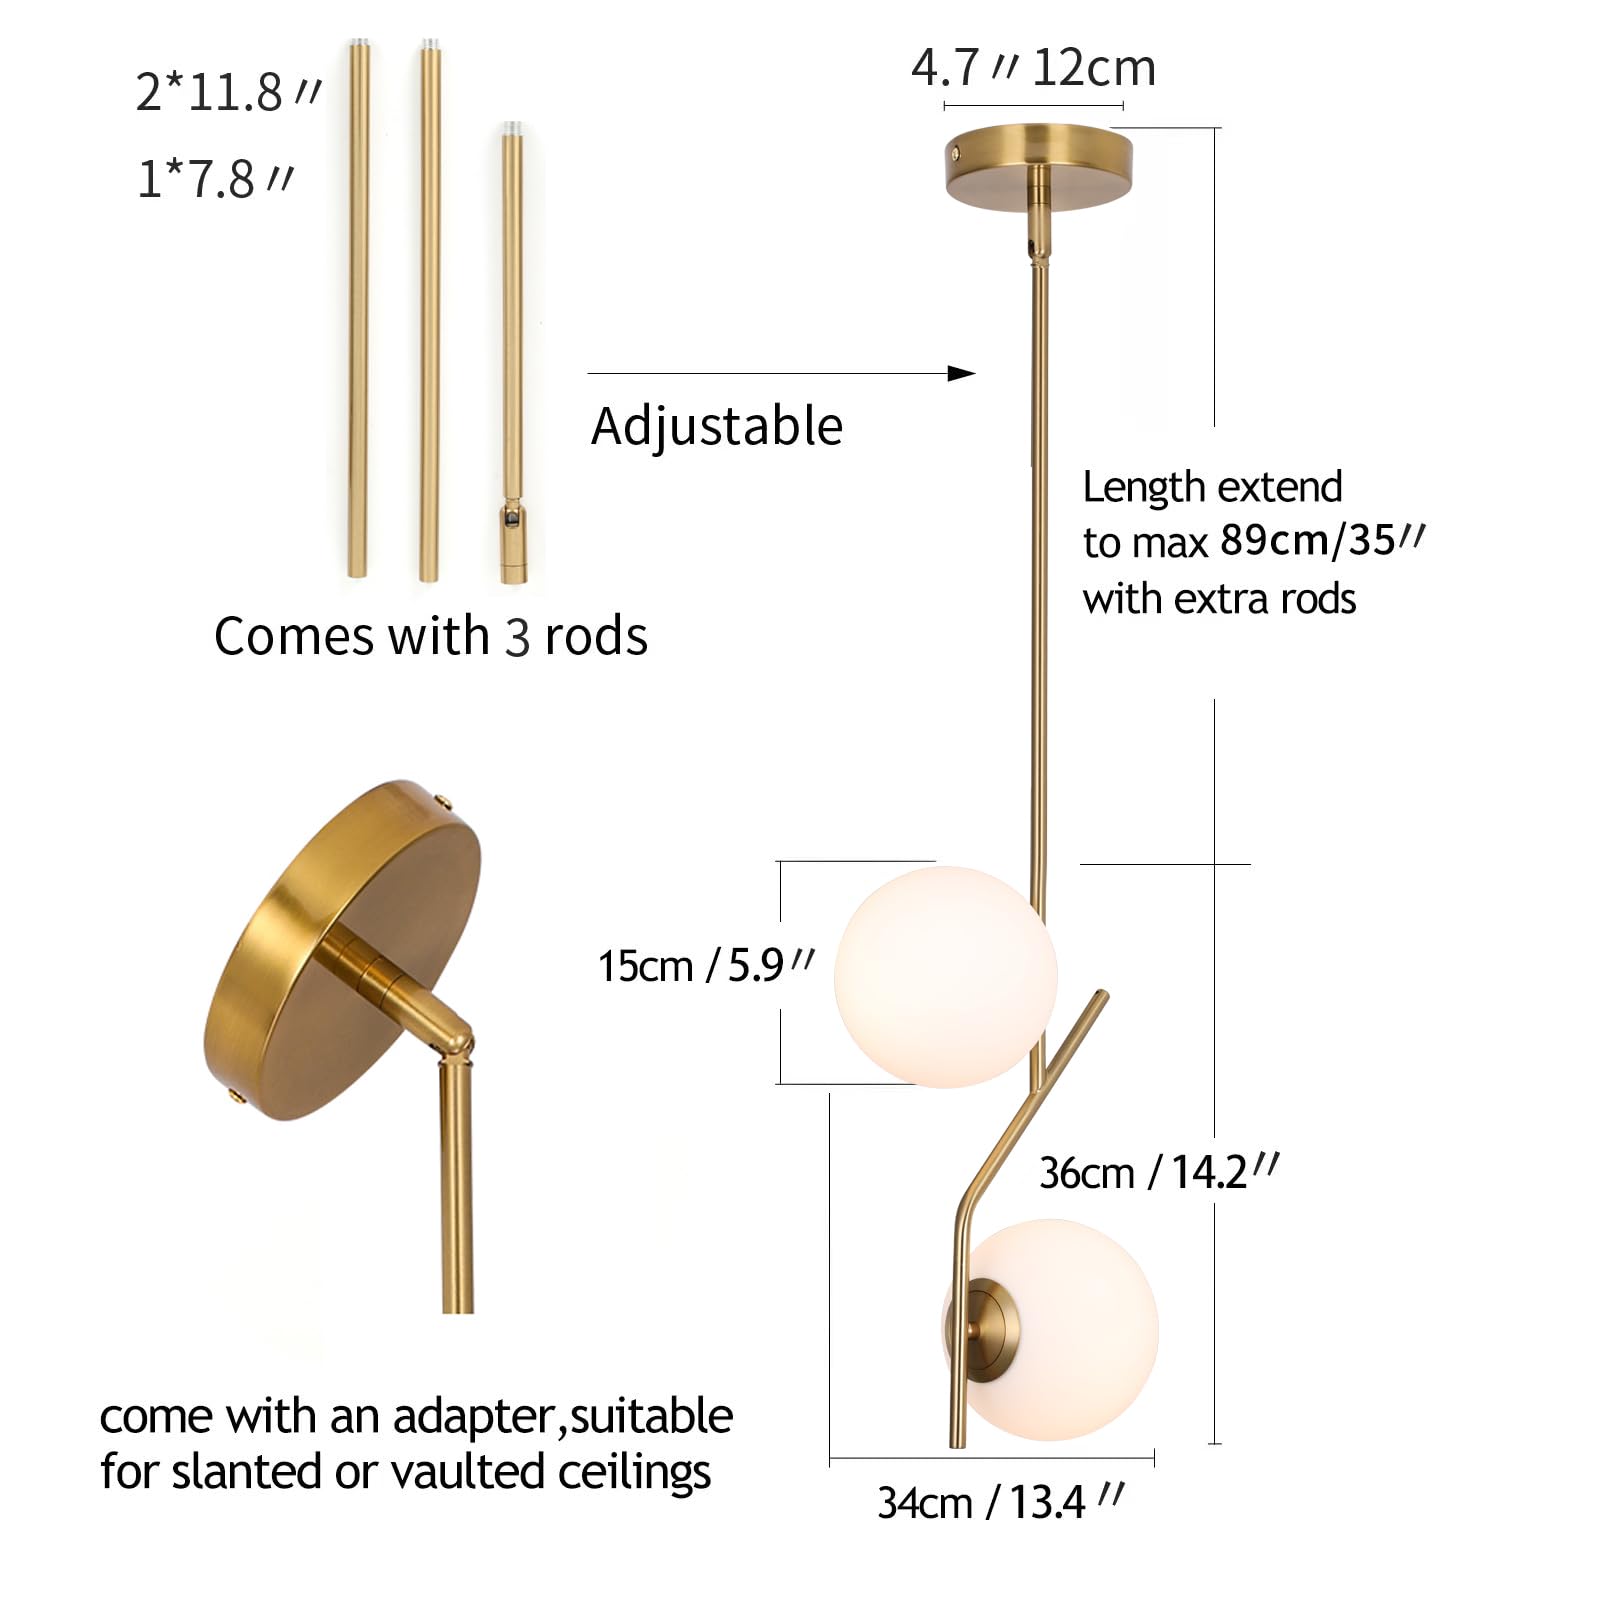 2*11.8″
1*7.8″
Comes with 3 rods
Adjustable
4.7″ 12cm
Length extend
to max 89cm/35″
with extra rods
15cm / 5.9″
36cm / 14.2″
34cm / 13.4″
come with an adapter,suitable
for slanted or vaulted ceilings